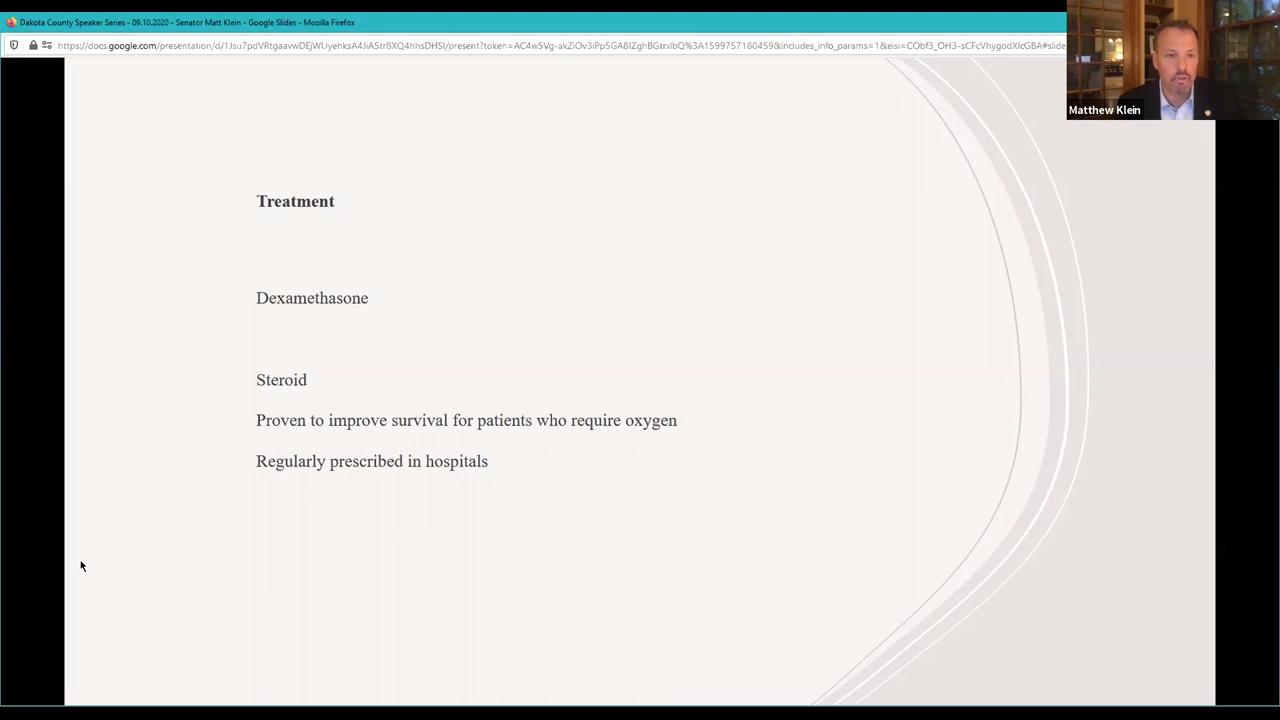 Dakota County Speaker Series - 09.10.2020 - Senator Matt Klein - Google Slides - Mozilla Firefox
Matthew Klein
Treatment
Dexamethasone
Steroid
Proven to improve survival for patients who require oxygen
Regularly prescribed in hospitals